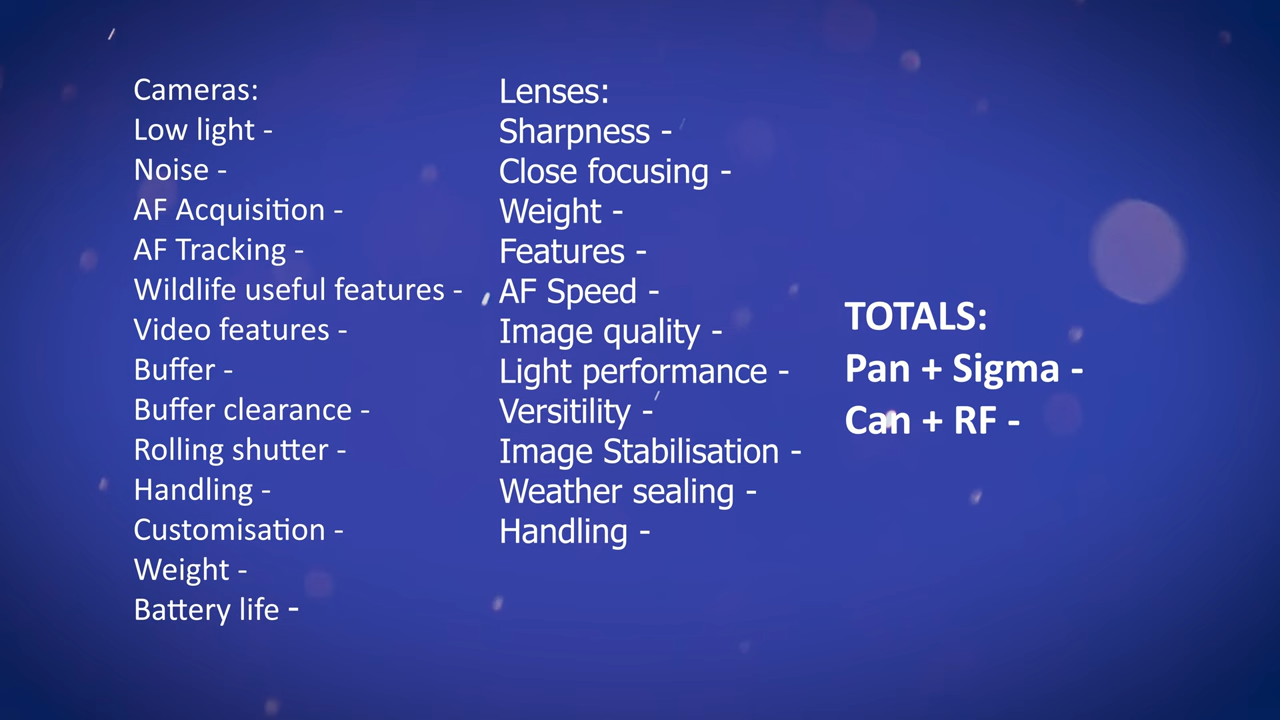 Cameras:
Low light -
Noise -
AF Acquisition -
AF Tracking -
Wildlife useful features -
Video features -
Buffer -
Buffer clearance -
Rolling shutter -
Handling -
Customisation -
Weight -
Battery life -
Lenses:
Sharpness -
Close focusing -
Weight -
Features -
AF Speed -
Image quality -
Light performance -
Versitility -
Image Stabilisation -
Weather sealing -
Handling -
TOTALS:
Pan + Sigma -
Can + RF -